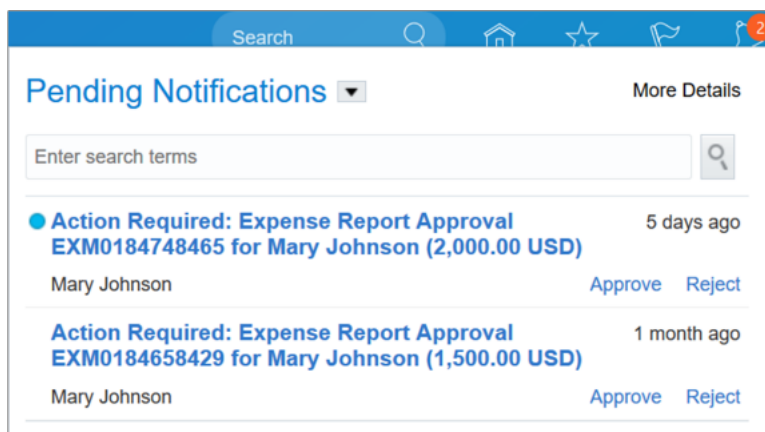 Search
2
Pending Notifications
More Details
Enter search terms
Action Required: Expense Report Approval
5 days ago
EXM0184748465 for Mary Johnson (2,000.00 USD)
Mary Johnson
Approve Reject
Action Required: Expense Report Approval
1 month ago
EXM0184658429 for Mary Johnson (1,500.00 USD)
Mary Johnson
Approve Reject